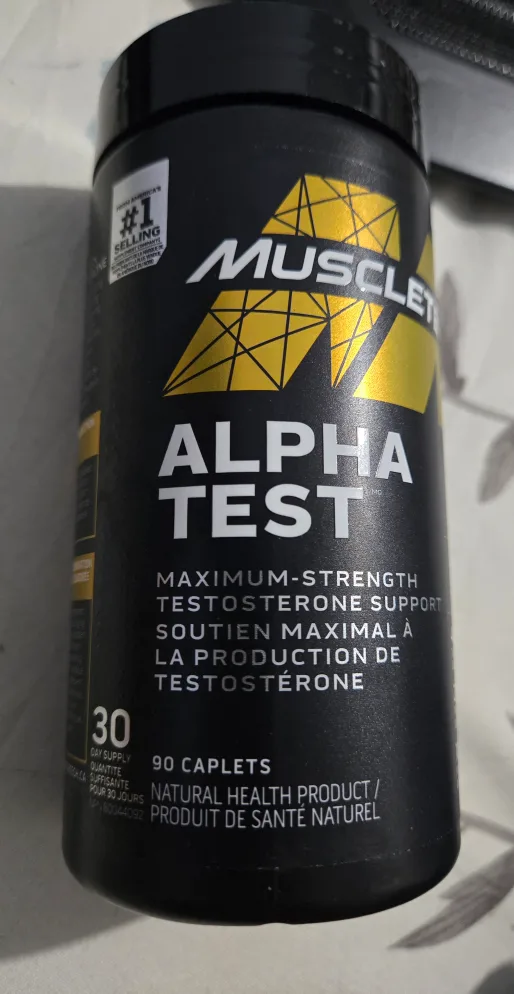 #1
SELLING
MUSCLETE
ALPHA
TEST
MAXIMUM-STRENGTH
TESTOSTERONE SUPPORT
SOUTIEN MAXIMAL À
LA PRODUCTION DE
TESTOSTÉRONE
30
DAY SUPPLY
QUANTITÉ
SUFFISANTE
POUR 30 JOURS
90 CAPLETS
NATURAL HEALTH PRODUCT /
PRODUIT DE SANTÉ NATUREL